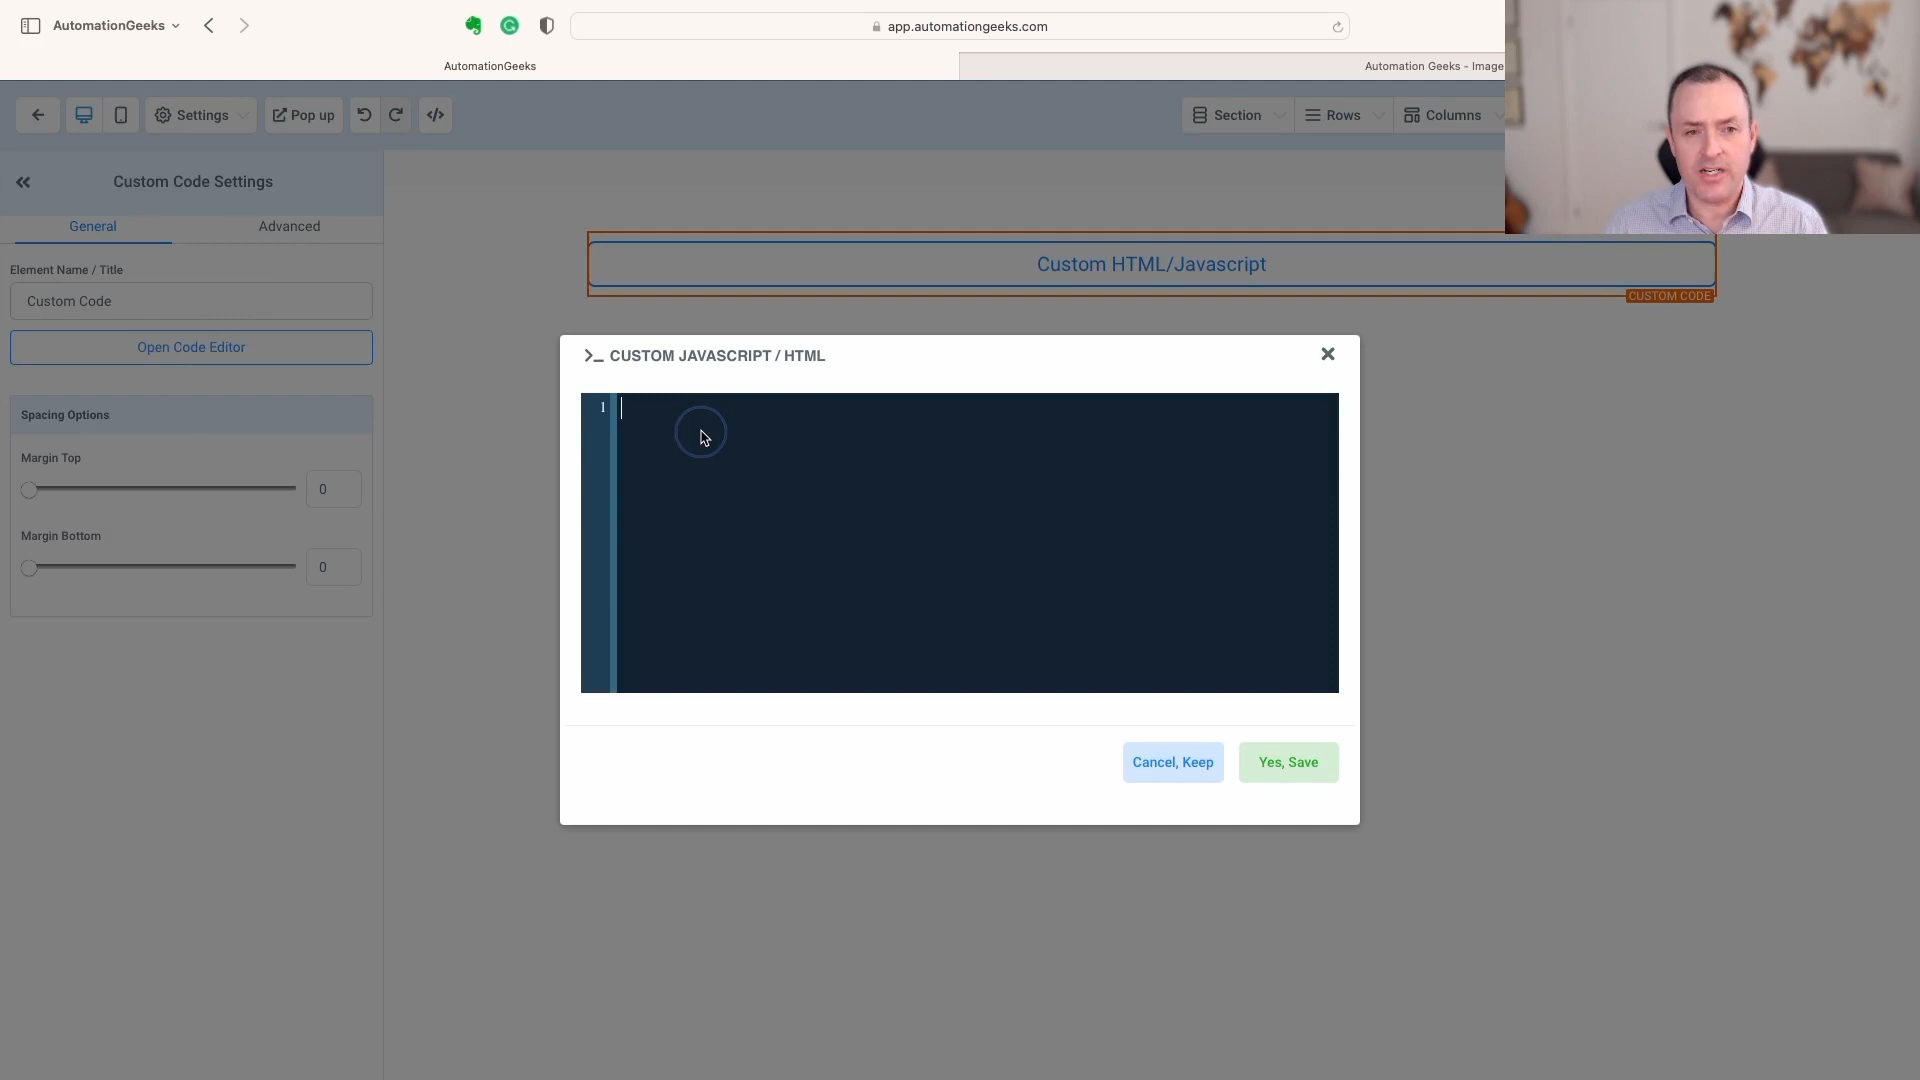 AutomationGeeks
app.automationgeeks.com
AutomationGeeks
Automation Geeks - Image
Settings
Pop up
Section
Rows
Columns
Custom Code Settings
General
Advanced
Element Name / Title
Custom Code
Open Code Editor
Spacing Options
Margin Top
0
Margin Bottom
0
Custom HTML/Javascript
CUSTOM CODE
>_ CUSTOM JAVASCRIPT / HTML
1
Cancel, Keep
Yes, Save